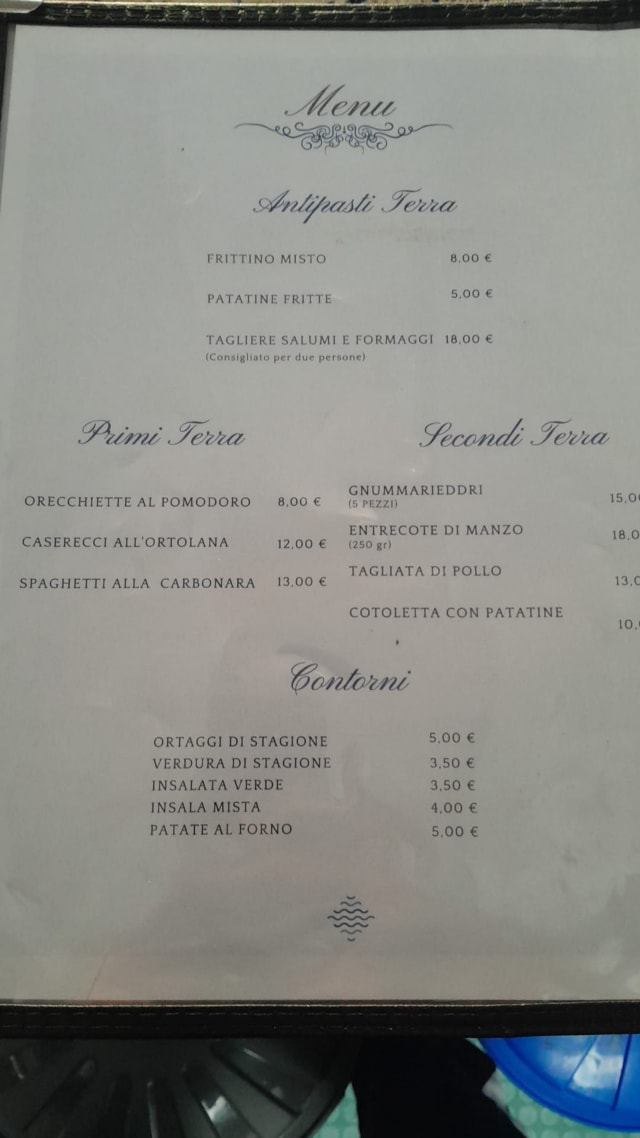 Menu
Antipasti Terra
FRITTINO MISTO 8,00 €
PATATINE FRITTE 5,00 €
TAGLIERE SALUMI E FORMAGGI 18,00 €
(Consigliato per due persone)
Primi Terra
ORECCHIETTE AL POMODORO 8,00 €
CASERECCI ALL'ORTOLANA 12,00 €
SPAGHETTI ALLA CARBONARA 13,00 €
Secondi Terra
GNUMMARIEDDRI 15,0
(5 PEZZI)
ENTRECOTE DI MANZO 18,0
(250 gr)
TAGLIATA DI POLLO 13,0
COTOLETTA CON PATATINE 10,
Contorni
ORTAGGI DI STAGIONE 5,00 €
VERDURA DI STAGIONE 3,50 €
INSALATA VERDE 3,50 €
INSALA MISTA 4,00 €
PATATE AL FORNO 5,00 €